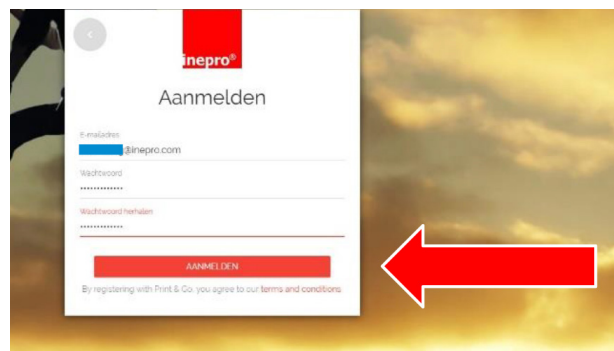 inepro®
Aanmelden
E-mailadres
@inepro.com
Wachtwoord
•••••••••••••
Wachtwoord herhalen
•••••••••••••
AANMELDEN
By registering with Print & Go, you agree to our terms and conditions